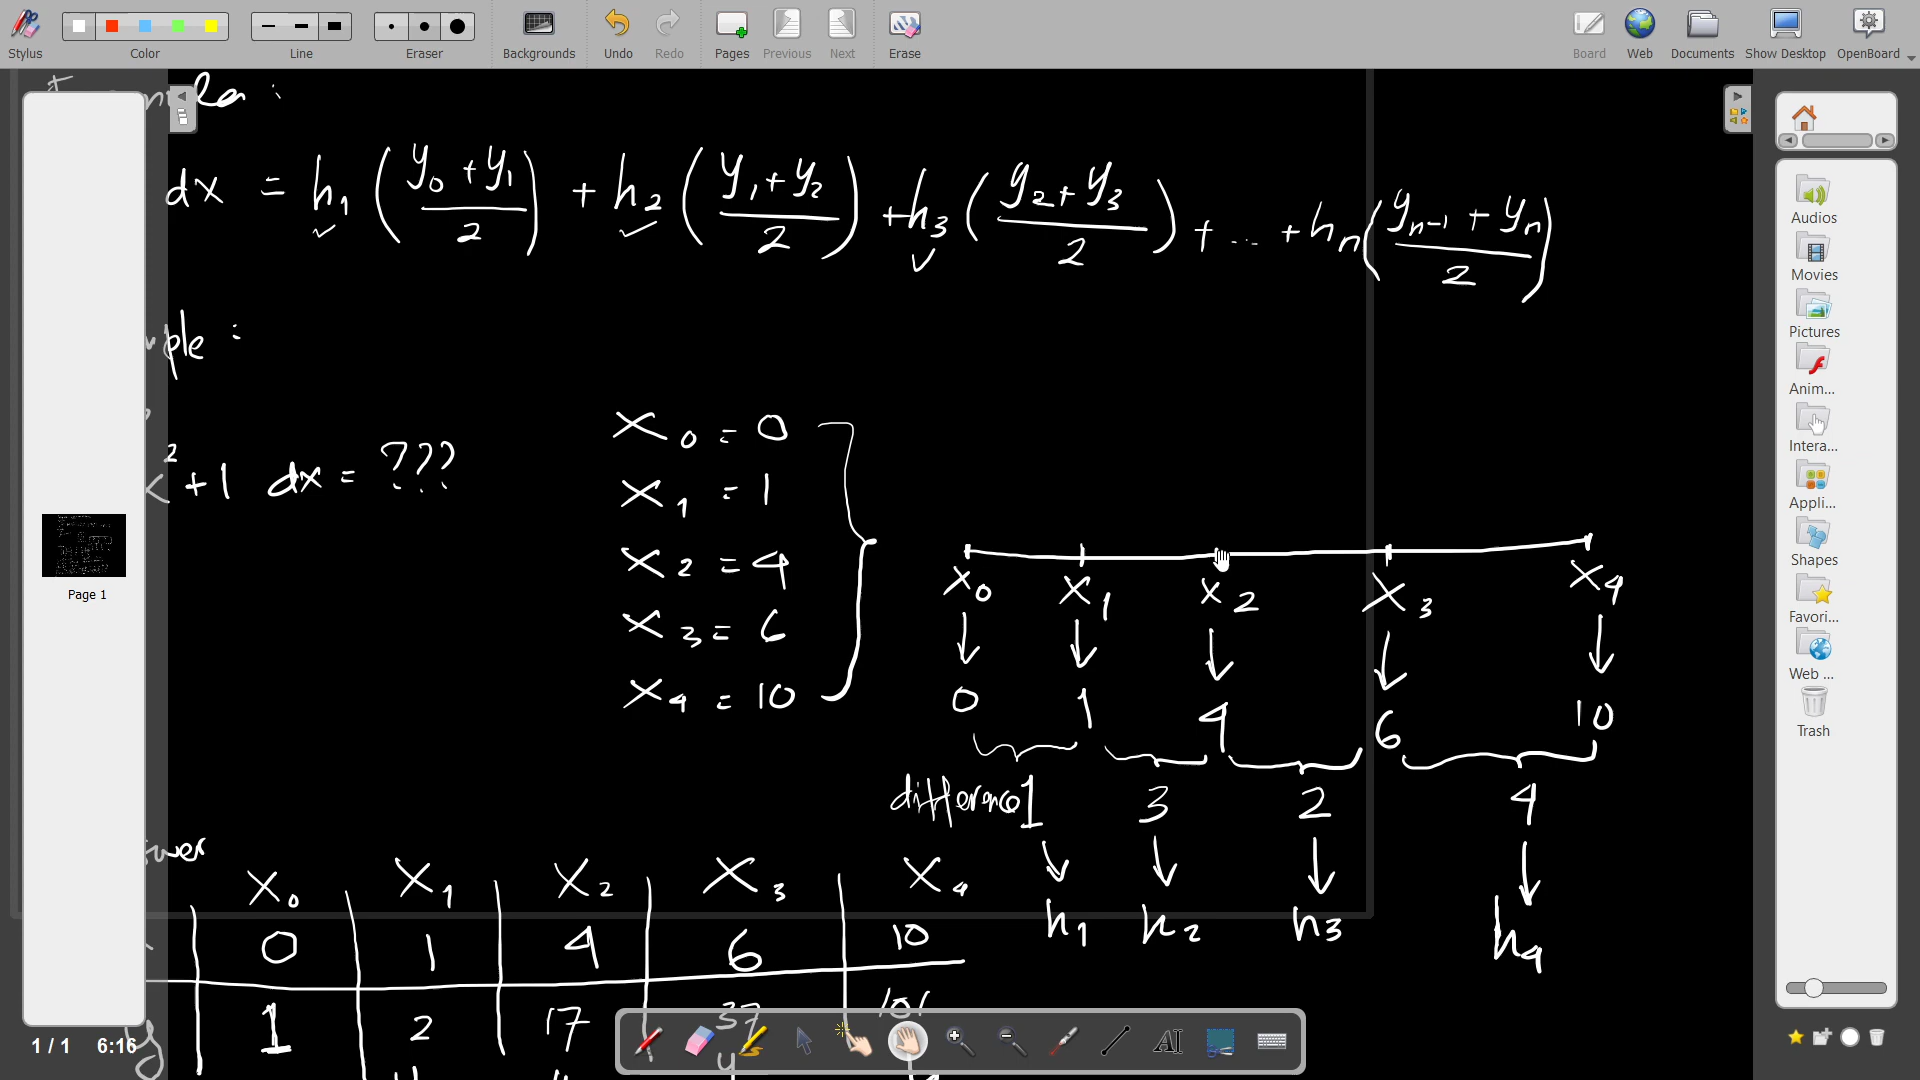 Stylus Color Line Eraser Backgrounds Undo Redo Pages Previous Next Erase Board Web Documents Show Desktop OpenBoard
dx = h₁ (y₀ + y₁ / 2) + h₂ (y₁ + y₂ / 2) + h₃ (y₂ + y₃ / 2) + ... + hₙ (yₙ₋₁ + yₙ / 2)
ple :
x² + 1 dx = ???
x₀ = 0
x₁ = 1
x₂ = 4
x₃ = 6
x₄ = 10
x₀ x₁ x₂ x₃ x₄
0 1 4 6 10
difference 1 3 2 4
h₁ h₂ h₃ h₄
wer
x₀ x₁ x₂ x₃ x₄
0 1 4 6 10
y 1 2 17 37 101
Page 1
1 / 1 6:16
Audios
Movies
Pictures
Anim...
Intera...
Appli...
Shapes
Favori...
Web ...
Trash